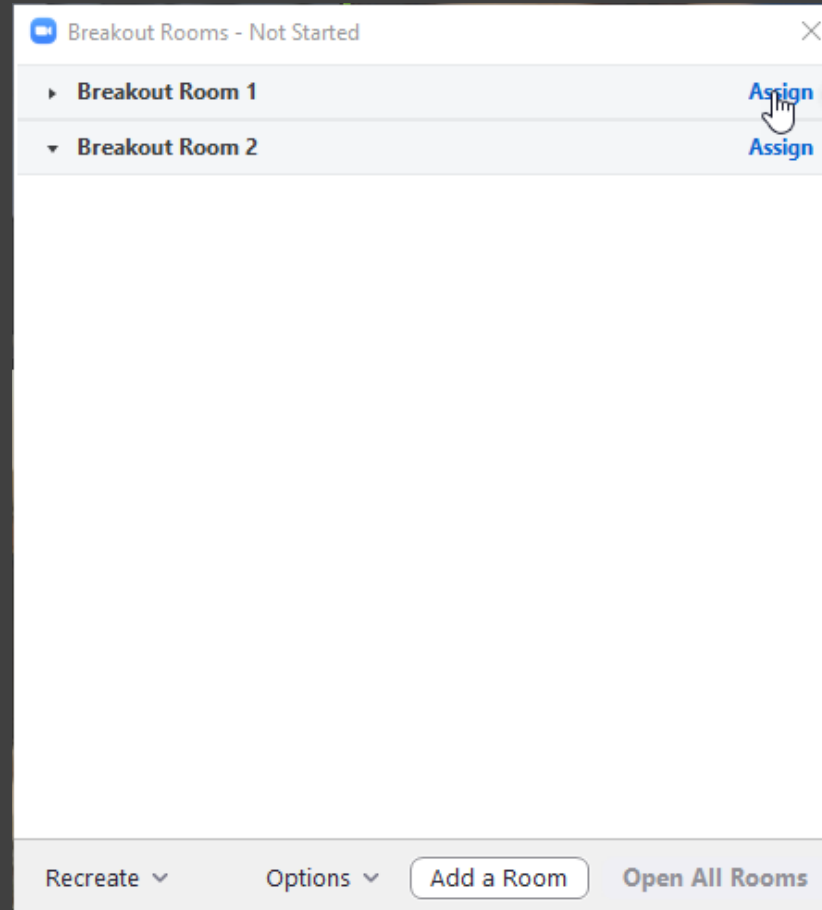 Breakout Rooms - Not Started
Breakout Room 1 Assign
Breakout Room 2 Assign
Recreate Options Add a Room Open All Rooms